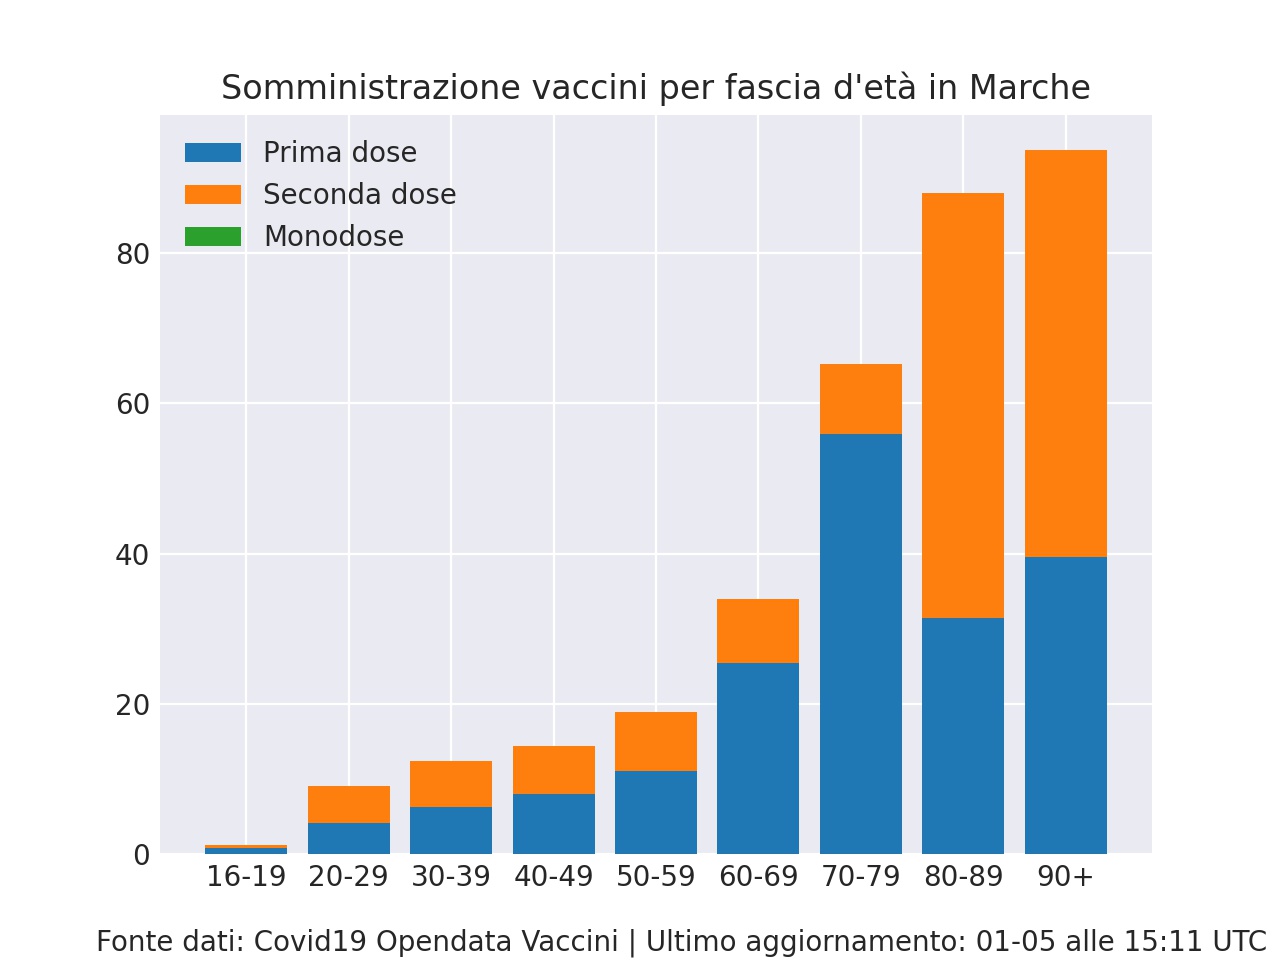 Somministrazione vaccini per fascia d'età in Marche
Prima dose
Seconda dose
Monodose
80
60
40
20
0
16-19 20-29 30-39 40-49 50-59 60-69 70-79 80-89 90+
Fonte dati: Covid19 Opendata Vaccini | Ultimo aggiornamento: 01-05 alle 15:11 UTC